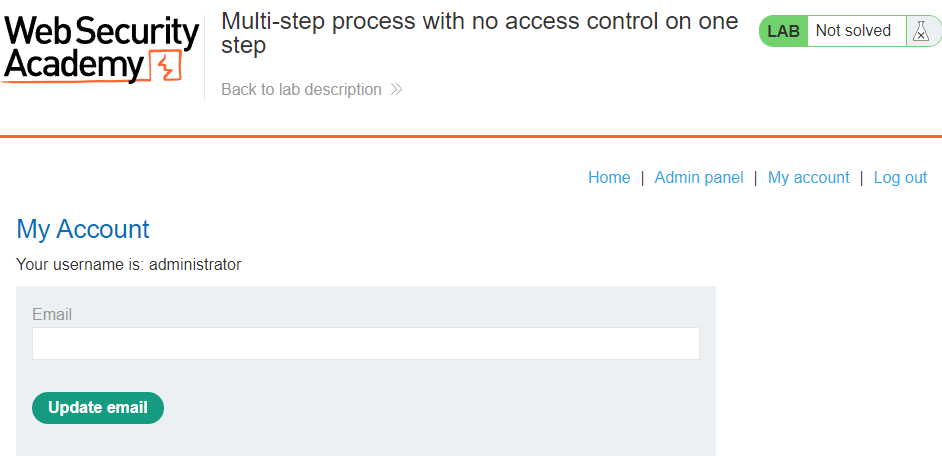 Web Security
Academy
Multi-step process with no access control on one
step
LAB Not solved
Back to lab description
Home | Admin panel | My account | Log out
My Account
Your username is: administrator
Email
Update email